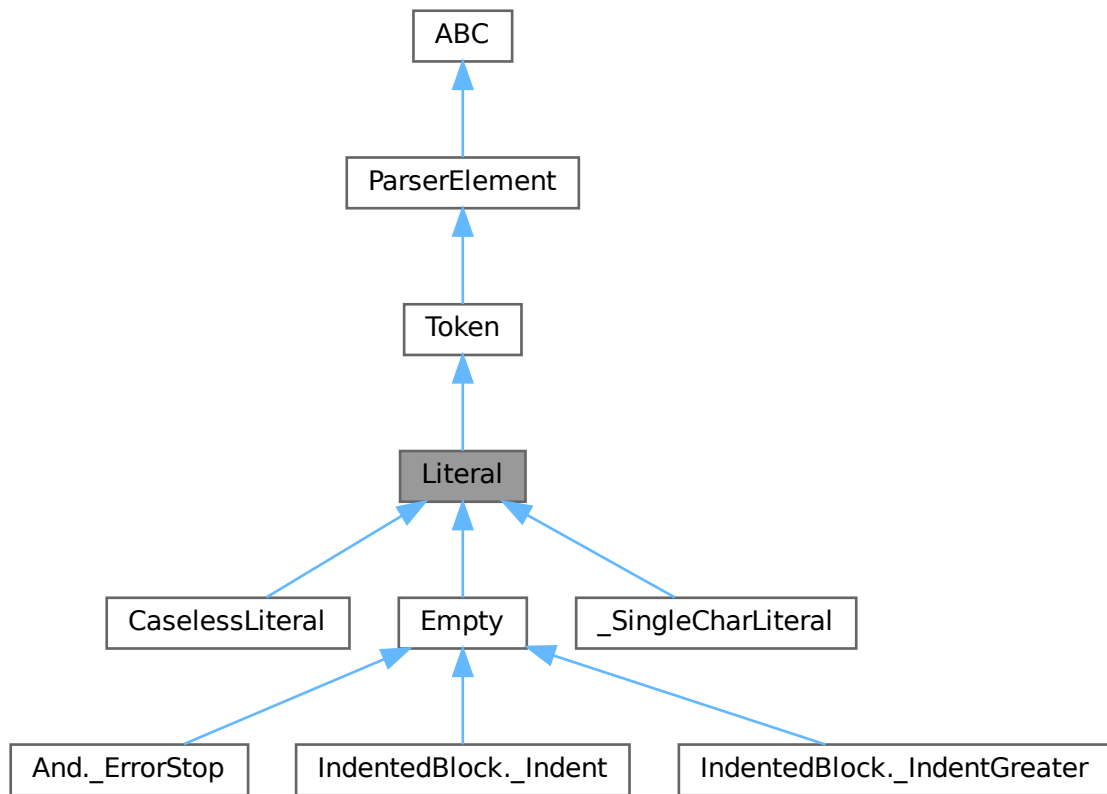 ABC
ParserElement
Token
Literal
CaselessLiteral
Empty
_SingleCharLiteral
And._ErrorStop
IndentedBlock._Indent
IndentedBlock._IndentGreater